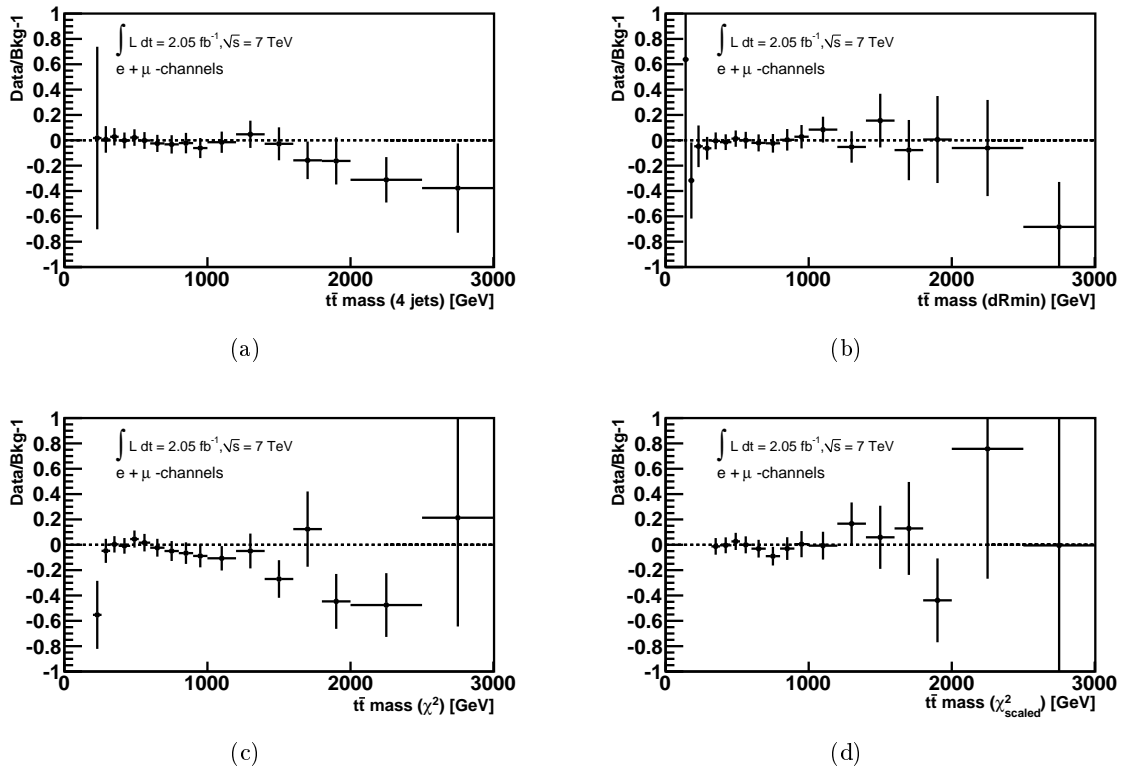 Data/Bkg-1
1
0.8
0.6
0.4
0.2
0
-0.2
-0.4
-0.6
-0.8
-1
∫ L dt = 2.05 fb⁻¹,√s = 7 TeV
e + μ -channels
0 1000 2000 3000
tt̄ mass (4 jets) [GeV]
(a)
Data/Bkg-1
1
0.8
0.6
0.4
0.2
0
-0.2
-0.4
-0.6
-0.8
-1
∫ L dt = 2.05 fb⁻¹,√s = 7 TeV
e + μ -channels
0 1000 2000 3000
tt̄ mass (dRmin) [GeV]
(b)
Data/Bkg-1
1
0.8
0.6
0.4
0.2
0
-0.2
-0.4
-0.6
-0.8
-1
∫ L dt = 2.05 fb⁻¹,√s = 7 TeV
e + μ -channels
0 1000 2000 3000
tt̄ mass (χ²) [GeV]
(c)
Data/Bkg-1
1
0.8
0.6
0.4
0.2
0
-0.2
-0.4
-0.6
-0.8
-1
∫ L dt = 2.05 fb⁻¹,√s = 7 TeV
e + μ -channels
0 1000 2000 3000
tt̄ mass (χ²scaled) [GeV]
(d)